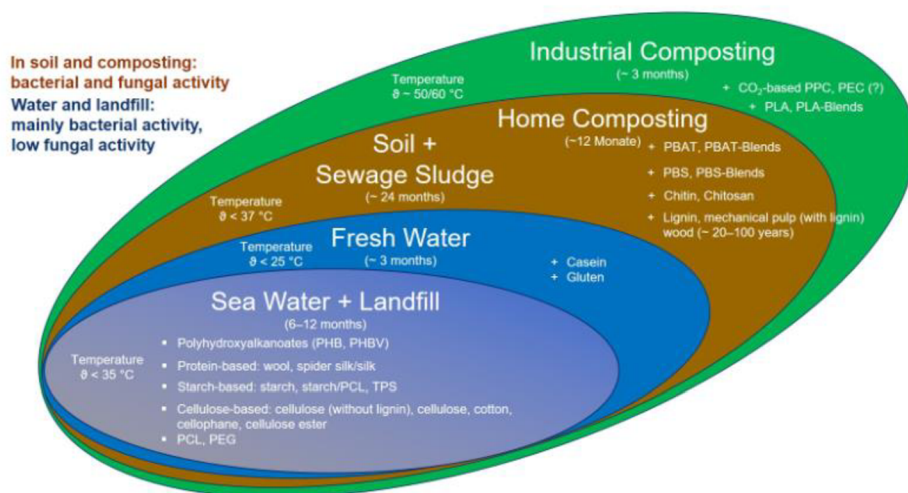 In soil and composting:
bacterial and fungal activity
Water and landfill:
mainly bacterial activity,
low fungal activity
Industrial Composting
(~ 3 months)
Temperature
ϑ ~ 50/60 °C
+ CO₂-based PPC, PEC (?)
+ PLA, PLA-Blends
Home Composting
(~12 Monate)
+ PBAT, PBAT-Blends
+ PBS, PBS-Blends
+ Chitin, Chitosan
+ Lignin, mechanical pulp (with lignin)
wood (~ 20–100 years)
Soil +
Sewage Sludge
(~ 24 months)
Temperature
ϑ < 37 °C
Fresh Water
(~ 3 months)
Temperature
ϑ < 25 °C
+ Casein
+ Gluten
Sea Water + Landfill
(6–12 months)
Temperature
ϑ < 35 °C
▪ Polyhydroxyalkanoates (PHB, PHBV)
▪ Protein-based: wool, spider silk/silk
▪ Starch-based: starch, starch/PCL, TPS
▪ Cellulose-based: cellulose (without lignin), cellulose, cotton,
cellophane, cellulose ester
▪ PCL, PEG